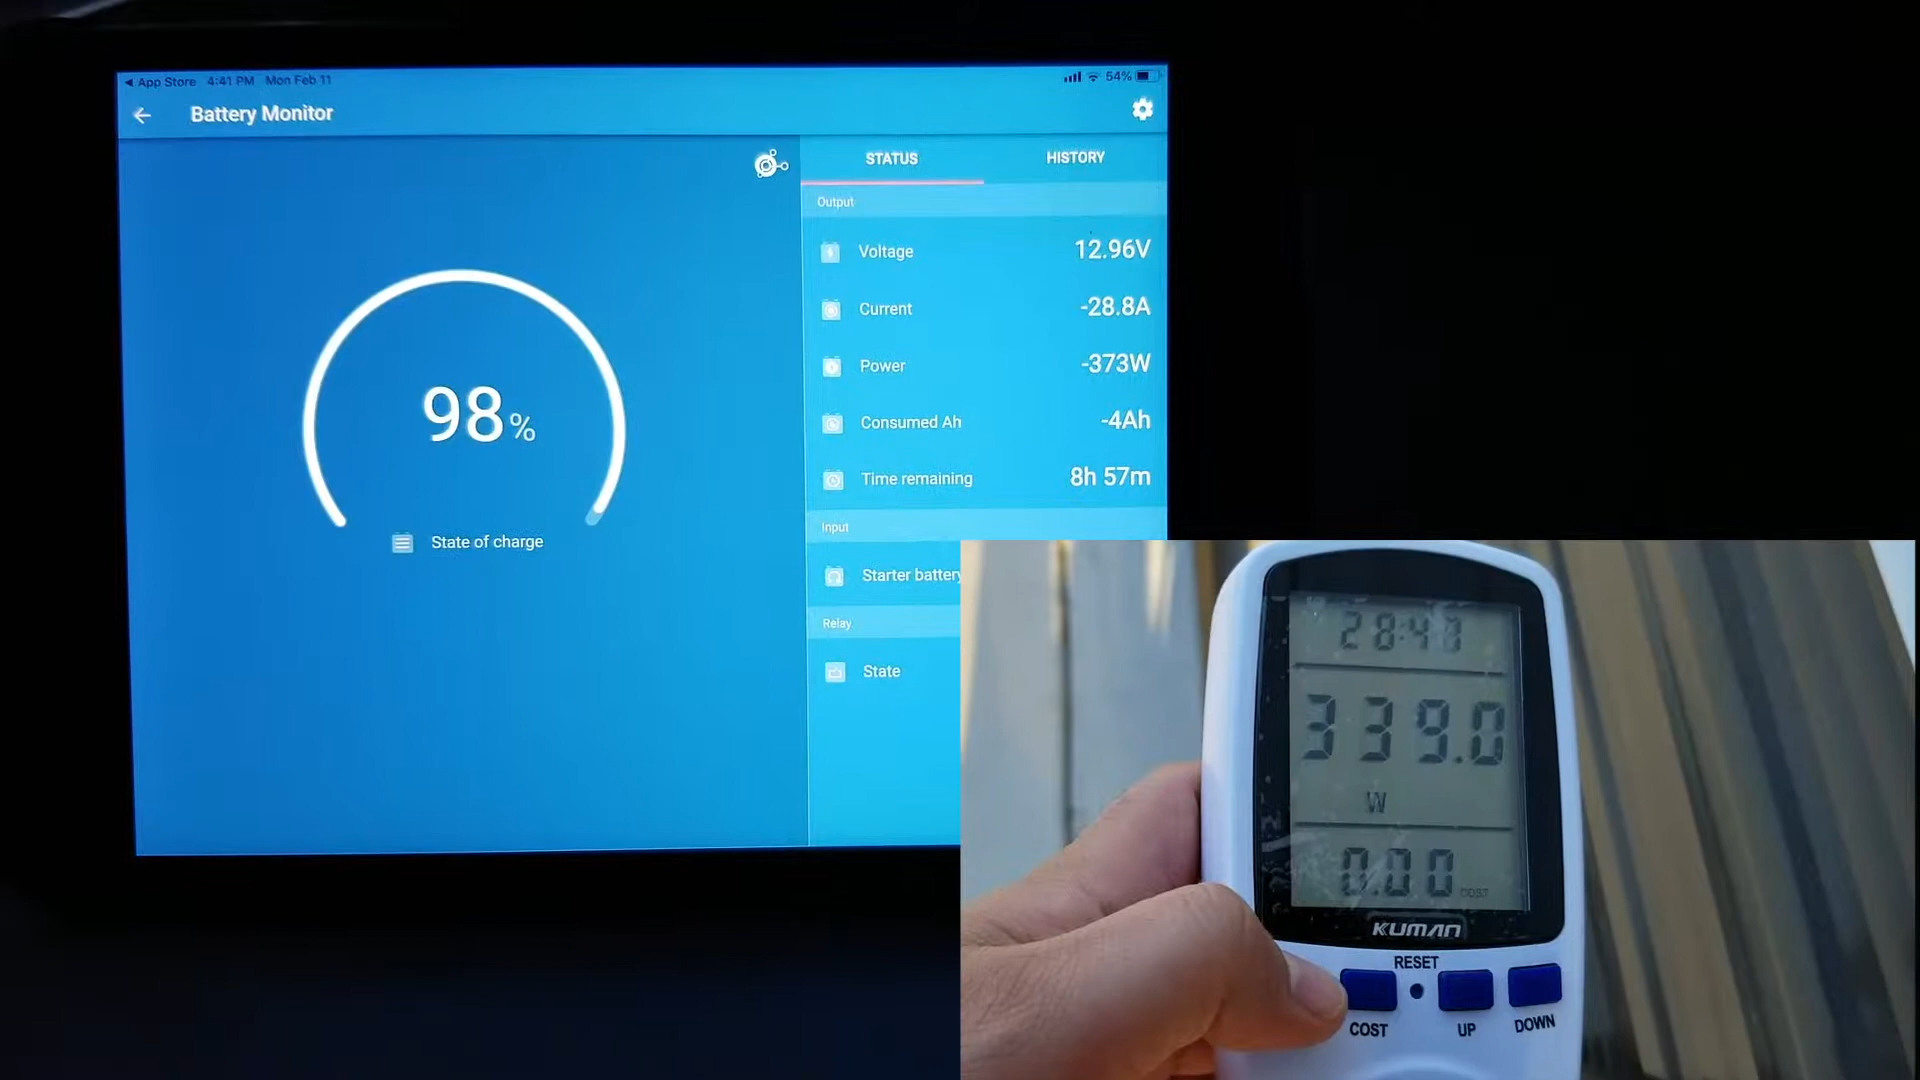 App Store 4:41 PM Mon Feb 11 54%
Battery Monitor
STATUS HISTORY
Output
Voltage 12.96V
Current -28.8A
Power -373W
Consumed Ah -4Ah
Time remaining 8h 57m
98%
State of charge
Input
Starter battery
Relay
State
28:48
339.0
W
0.00 COST
KUMAN
RESET
COST UP DOWN